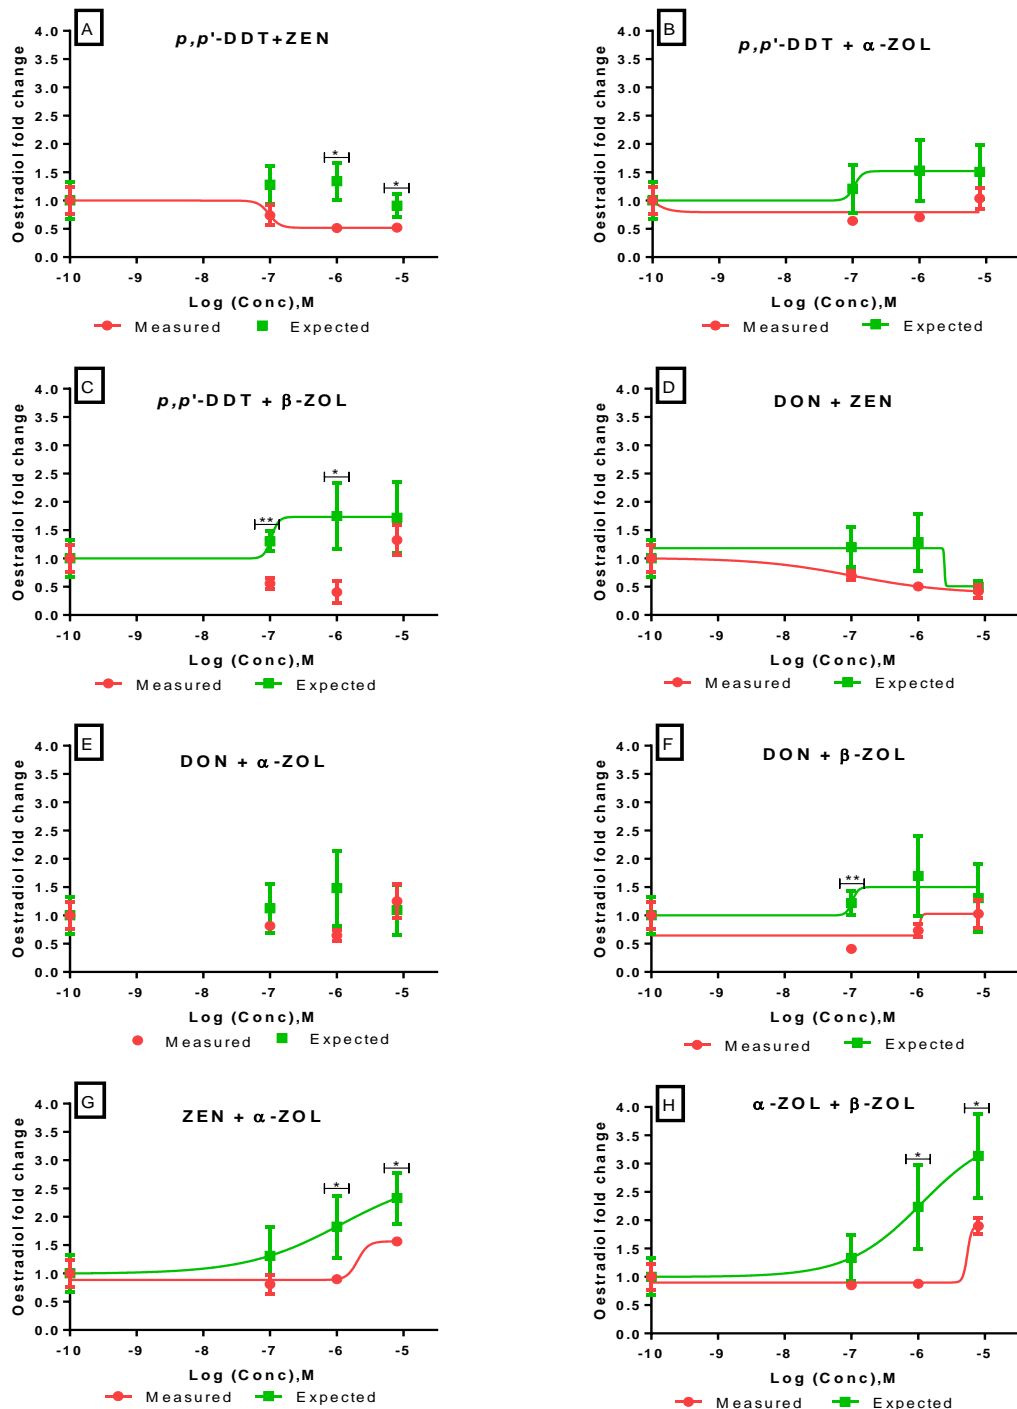 A
p,p'-DDT+ZEN
Oestradiol fold change
4.0
3.5
3.0
2.5
2.0
1.5
1.0
0.5
0.0
*
*
-10 -9 -8 -7 -6 -5
Log (Conc),M
Measured Expected
B
p,p'-DDT + α-ZOL
Oestradiol fold change
4.0
3.5
3.0
2.5
2.0
1.5
1.0
0.5
0.0
-10 -9 -8 -7 -6 -5
Log (Conc),M
Measured Expected
C
p,p'-DDT + β-ZOL
Oestradiol fold change
4.0
3.5
3.0
2.5
2.0
1.5
1.0
0.5
0.0
**
*
-10 -9 -8 -7 -6 -5
Log (Conc),M
Measured Expected
D
DON + ZEN
Oestradiol fold change
4.0
3.5
3.0
2.5
2.0
1.5
1.0
0.5
0.0
-10 -9 -8 -7 -6 -5
Log (Conc),M
Measured Expected
E
DON + α-ZOL
Oestradiol fold change
4.0
3.5
3.0
2.5
2.0
1.5
1.0
0.5
0.0
-10 -9 -8 -7 -6 -5
Log (Conc),M
Measured Expected
F
DON + β-ZOL
Oestradiol fold change
4.0
3.5
3.0
2.5
2.0
1.5
1.0
0.5
0.0
**
-10 -9 -8 -7 -6 -5
Log (Conc),M
Measured Expected
G
ZEN + α-ZOL
Oestradiol fold change
4.0
3.5
3.0
2.5
2.0
1.5
1.0
0.5
0.0
*
*
-10 -9 -8 -7 -6 -5
Log (Conc),M
Measured Expected
H
α-ZOL + β-ZOL
Oestradiol fold change
4.0
3.5
3.0
2.5
2.0
1.5
1.0
0.5
0.0
*
*
-10 -9 -8 -7 -6 -5
Log (Conc),M
Measured Expected